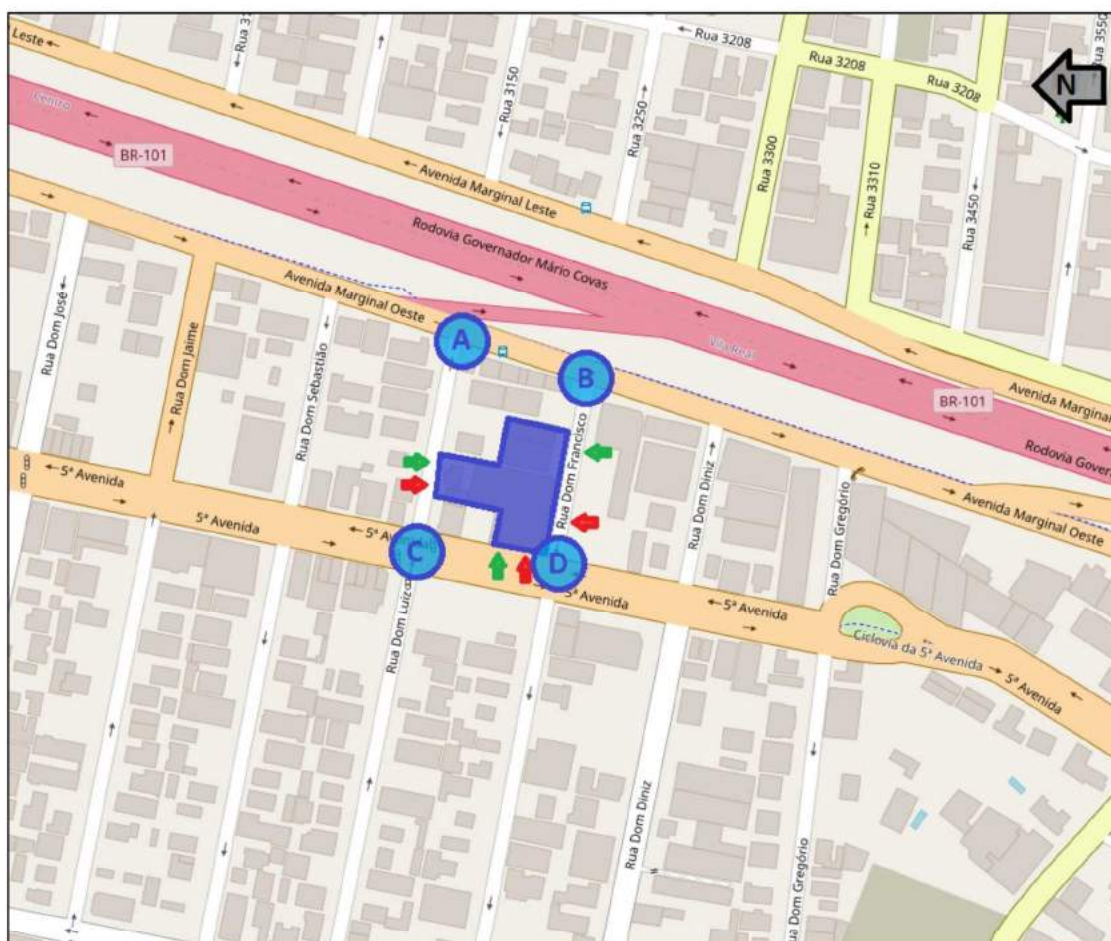 Leste
Rua 3150
Rua 3250
Rua 3208
Rua 3208
Rua 3208
N
Centro
BR-101
Avenida Marginal Leste
Rua 3300
Rua 3310
Rua 3450
Rodovia Governador Mário Covas
Avenida Marginal Oeste
Rua Dom José
Rua Dom Jaime
Rua Dom Sebastião
A
B
Vila Real
BR-101
Avenida Marginal
Rodovia Gover
Rua Dom Francisco
Rua Dom Diniz
Rua Dom Gregório
Avenida Marginal Oeste
5ª Avenida
5ª Avenida
5ª Avenida
C
D
5ª Avenida
5ª Avenida
Ciclovia da 5ª Avenida
5ª Avenida
Rua Dom Luiz
Rua Dom Diniz
Rua Dom Gregório